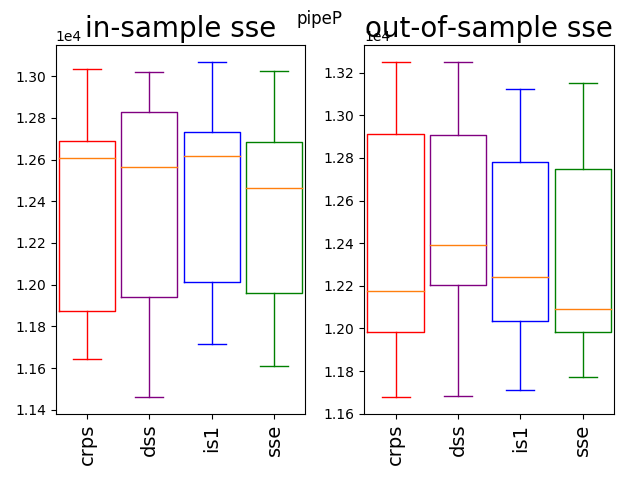 pipeP
in-sample sse
out-of-sample sse
1e4
1.30
1.28
1.26
1.24
1.22
1.20
1.18
1.16
1.14
crps
dss
is1
sse
1e4
1.32
1.30
1.28
1.26
1.24
1.22
1.20
1.18
1.16
crps
dss
is1
sse